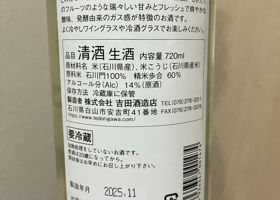 のフルーツのような瑞々しい甘みとフレッシュで爽やかな
酸味、発酵由来のガス感が特徴のお酒です。
よく冷やしワイングラスや冷酒グラスでお楽しみください。
清酒 生酒 内容量 720ml
原材料名 米(石川県産)、米こうじ(石川県産米)
原料米 石川門100% 精米歩合 60%
アルコール分(Alc) 14%(原酒)
保存方法 冷蔵庫に保管
製造者 株式会社 吉田酒造店
石川県白山市安吉町41番地
www.tedorigawa.com
要冷蔵
製造年月 2025.11